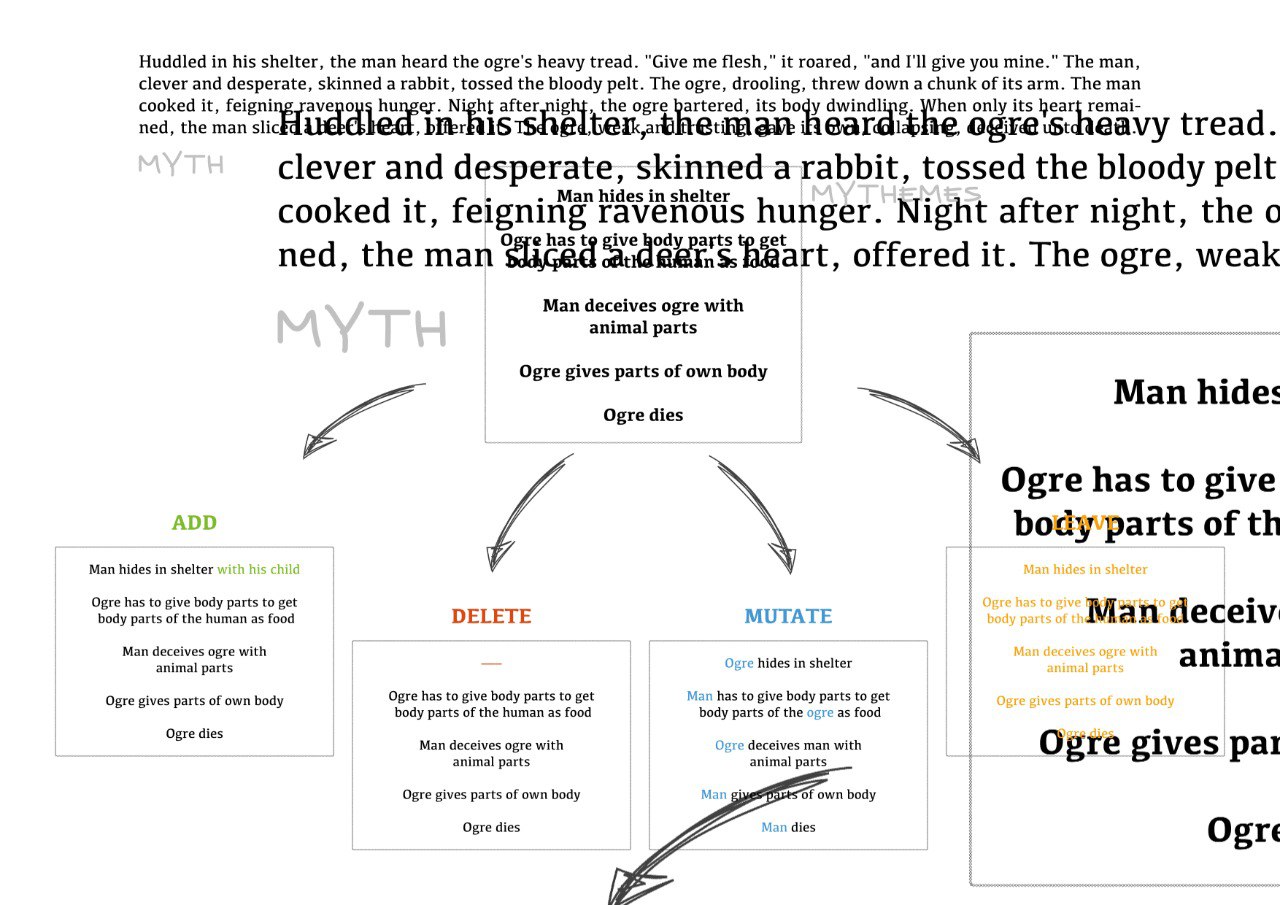 Huddled in his shelter, the man heard the ogre's heavy tread. "Give me flesh," it roared, "and I'll give you mine." The man,
clever and desperate, skinned a rabbit, tossed the bloody pelt. The ogre, drooling, threw down a chunk of its arm. The man
cooked it, feigning ravenous hunger. Night after night, the ogre bartered, its body dwindling. When only its heart remai-
ned, the man sliced a deer's heart, offered it. The ogre, weak and trusting, gave its own, collapsing, deceived unto death.
MYTH
Huddled in his shelter, the man heard the ogre's heavy tread.
clever and desperate, skinned a rabbit, tossed the bloody pelt
cooked it, feigning ravenous hunger. Night after night, the o
ned, the man sliced a deer's heart, offered it. The ogre, weak
MYTH
MYTHEMES
Man hides in shelter
Ogre has to give body parts to get
body parts of the human as food
Man deceives ogre with
animal parts
Ogre gives parts of own body
Ogre dies
Man hides
Ogre has to give
body parts of th
Man deceive
anima
Ogre gives par
Ogre
ADD
Man hides in shelter with his child
Ogre has to give body parts to get
body parts of the human as food
Man deceives ogre with
animal parts
Ogre gives parts of own body
Ogre dies
DELETE
—
Ogre has to give body parts to get
body parts of the human as food
Man deceives ogre with
animal parts
Ogre gives parts of own body
Ogre dies
MUTATE
Ogre hides in shelter
Man has to give body parts to get
body parts of the ogre as food
Ogre deceives man with
animal parts
Man gives parts of own body
Man dies
LEAVE
Man hides in shelter
Ogre has to give body parts to get
body parts of the human as food
Man deceives ogre with
animal parts
Ogre gives parts of own body
Ogre dies